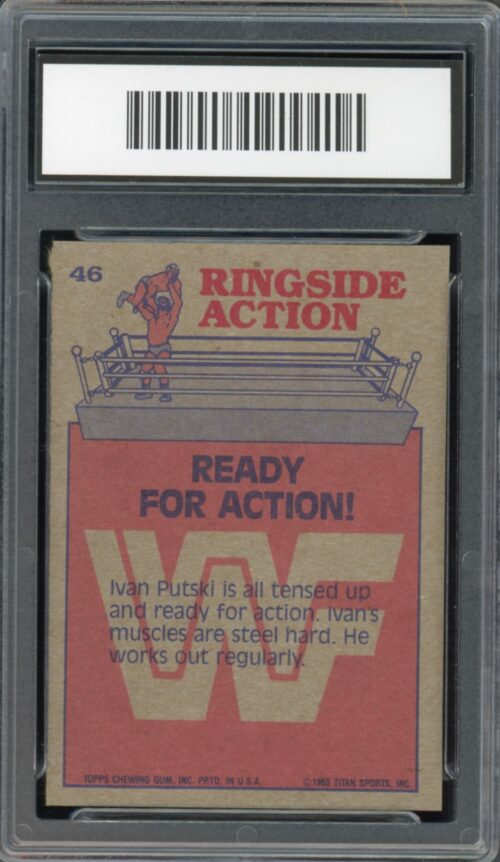 46
RINGSIDE
ACTION
READY
FOR ACTION!
WF
Ivan Putski is all tensed up
and ready for action. Ivan's
muscles are steel hard. He
works out regularly.
TOPPS CHEWING GUM, INC. PRTD. IN U.S.A.
© 1985 TITAN SPORTS, INC.